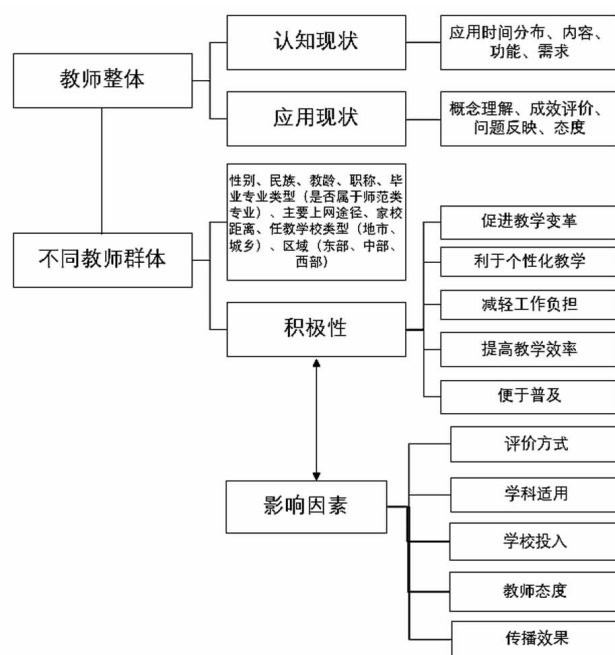 教师整体
认知现状
应用时间分布、内容、
功能、需求
应用现状
概念理解、成效评价、
问题反映、态度
不同教师群体
性别、民族、教龄、职称、毕
业专业类型（是否属于师范类
专业）、主要上网途径、家校
距离、任教学校类型（地市、
城乡）、区域（东部、中部、
西部）
积极性
促进教学变革
利于个性化教学
减轻工作负担
提高教学效率
便于普及
影响因素
评价方式
学科适用
学校投入
教师态度
传播效果